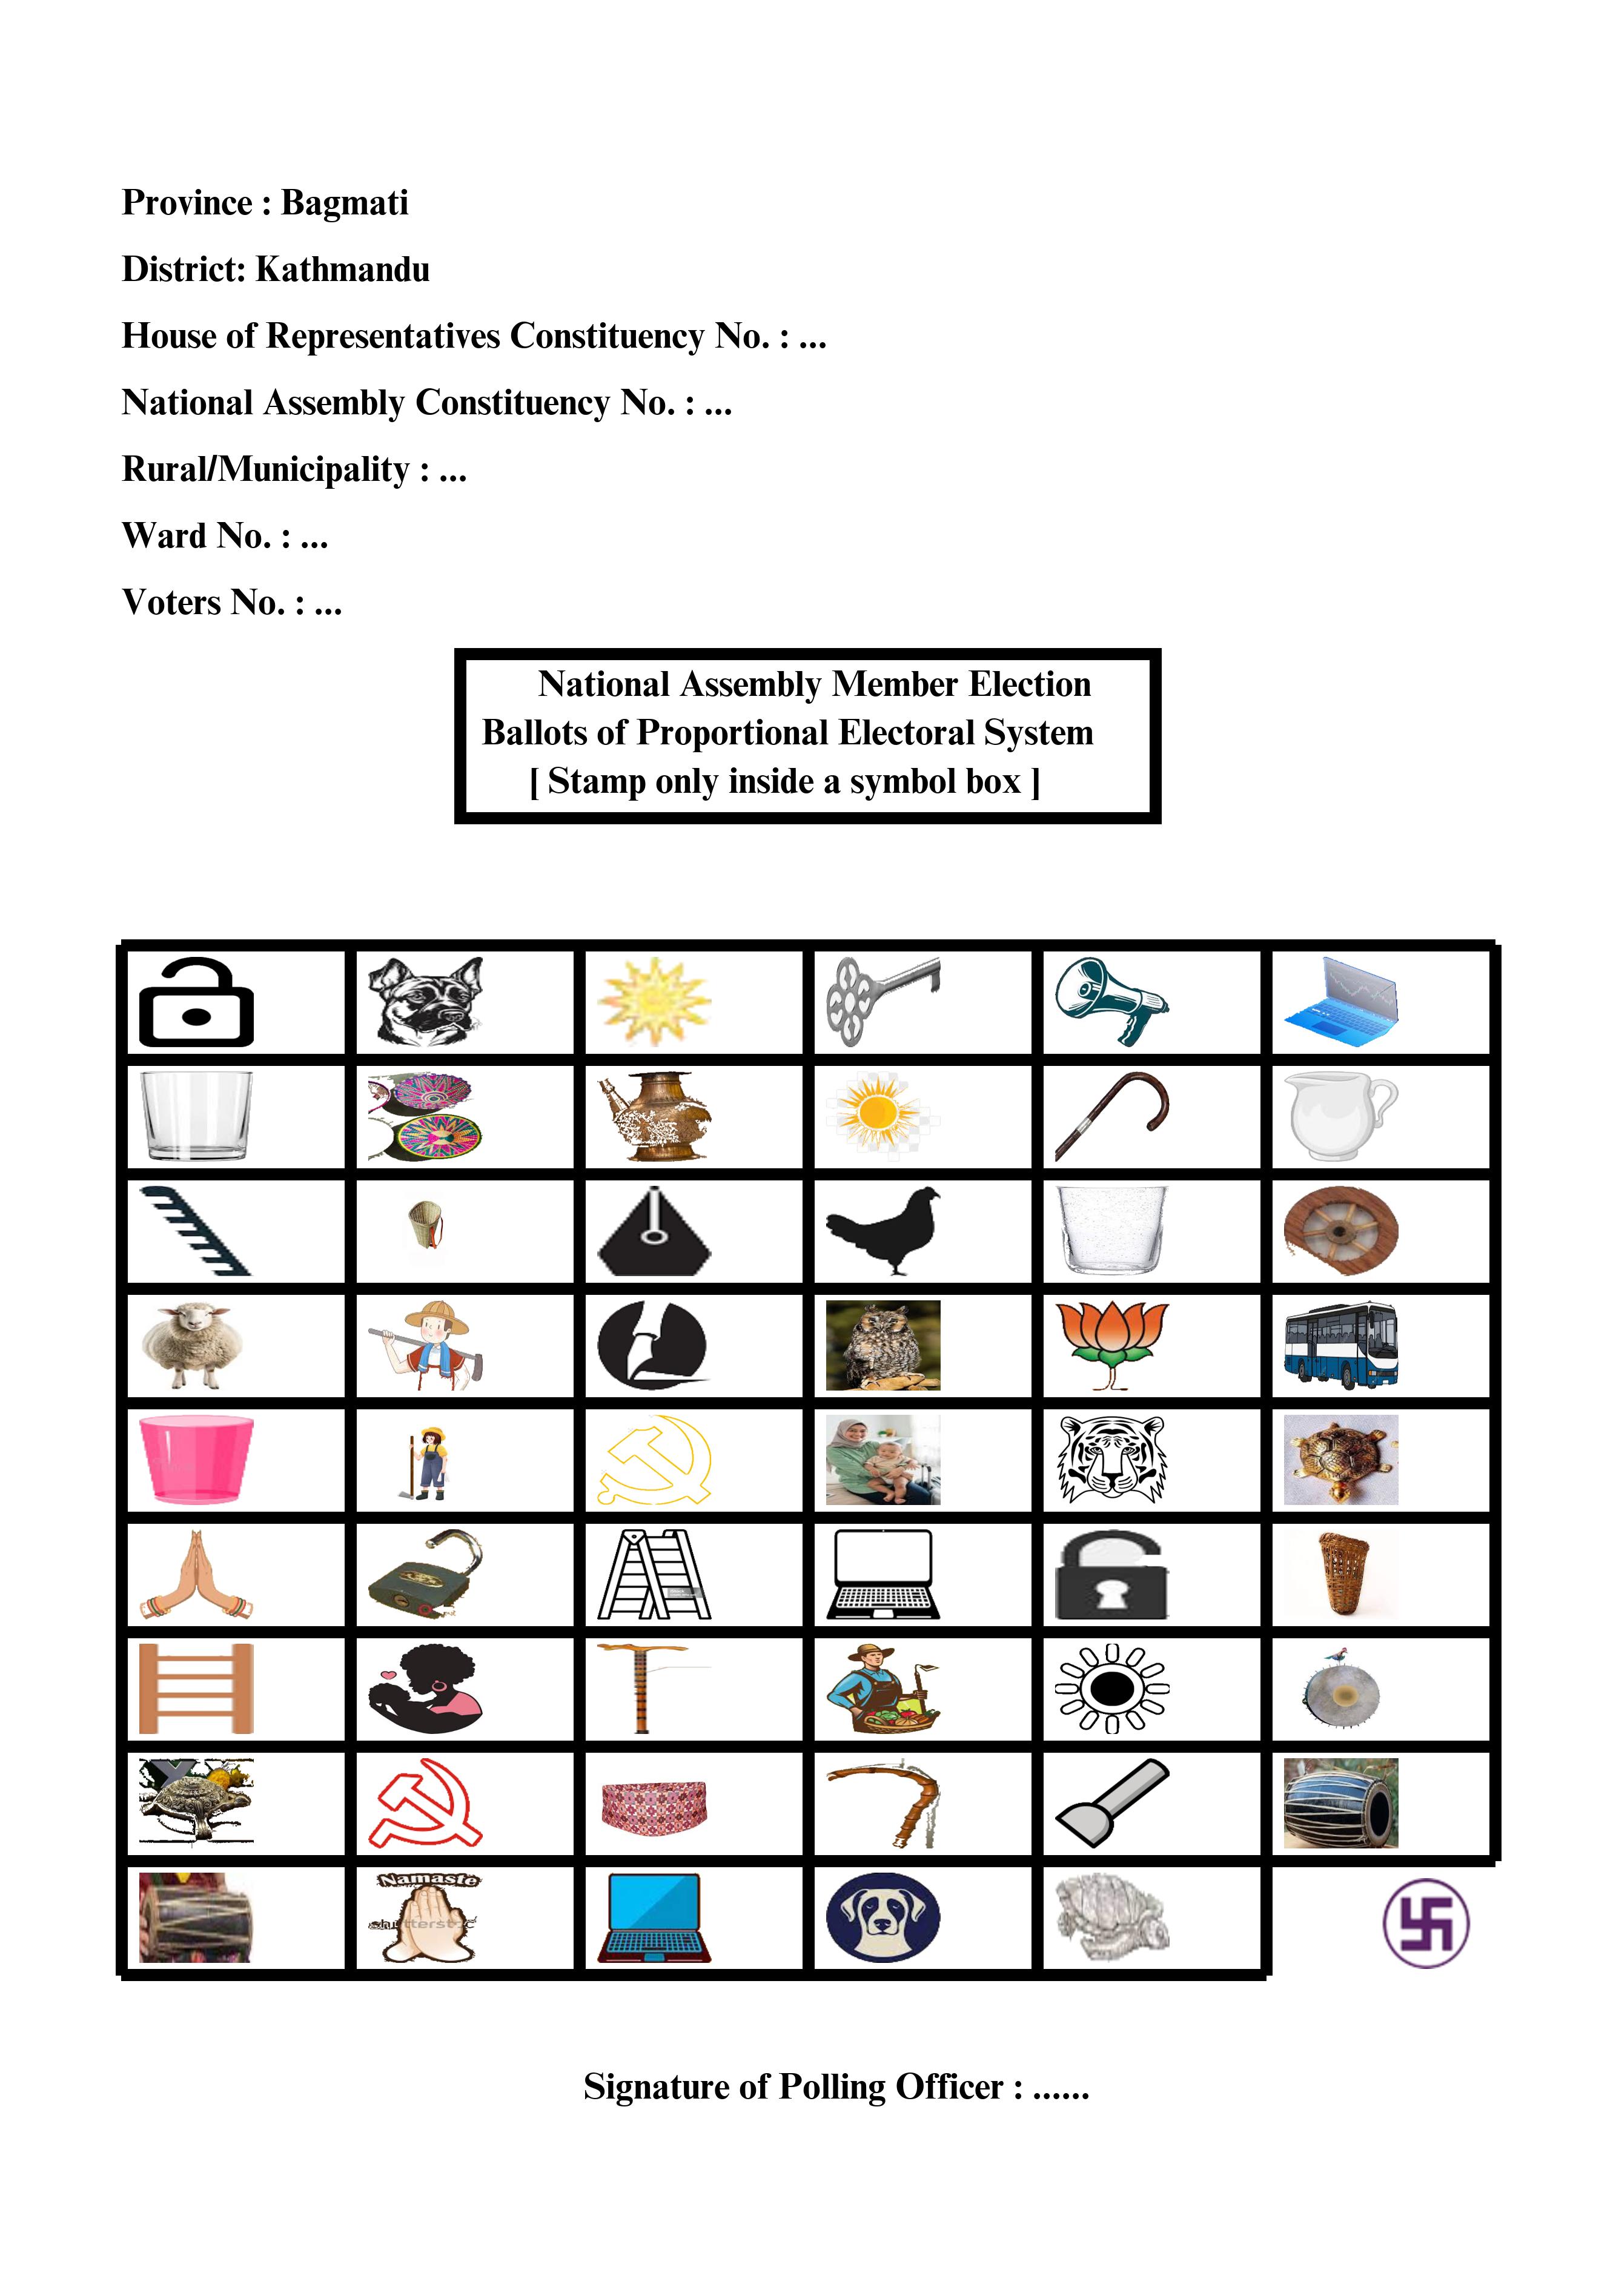 Province : Bagmati
District: Kathmandu
House of Representatives Constituency No. : ...
National Assembly Constituency No. : ...
Rural/Municipality : ...
Ward No. : ...
Voters No. : ...
National Assembly Member Election
Ballots of Proportional Electoral System
[ Stamp only inside a symbol box ]
Namaste
Signature of Polling Officer : ......